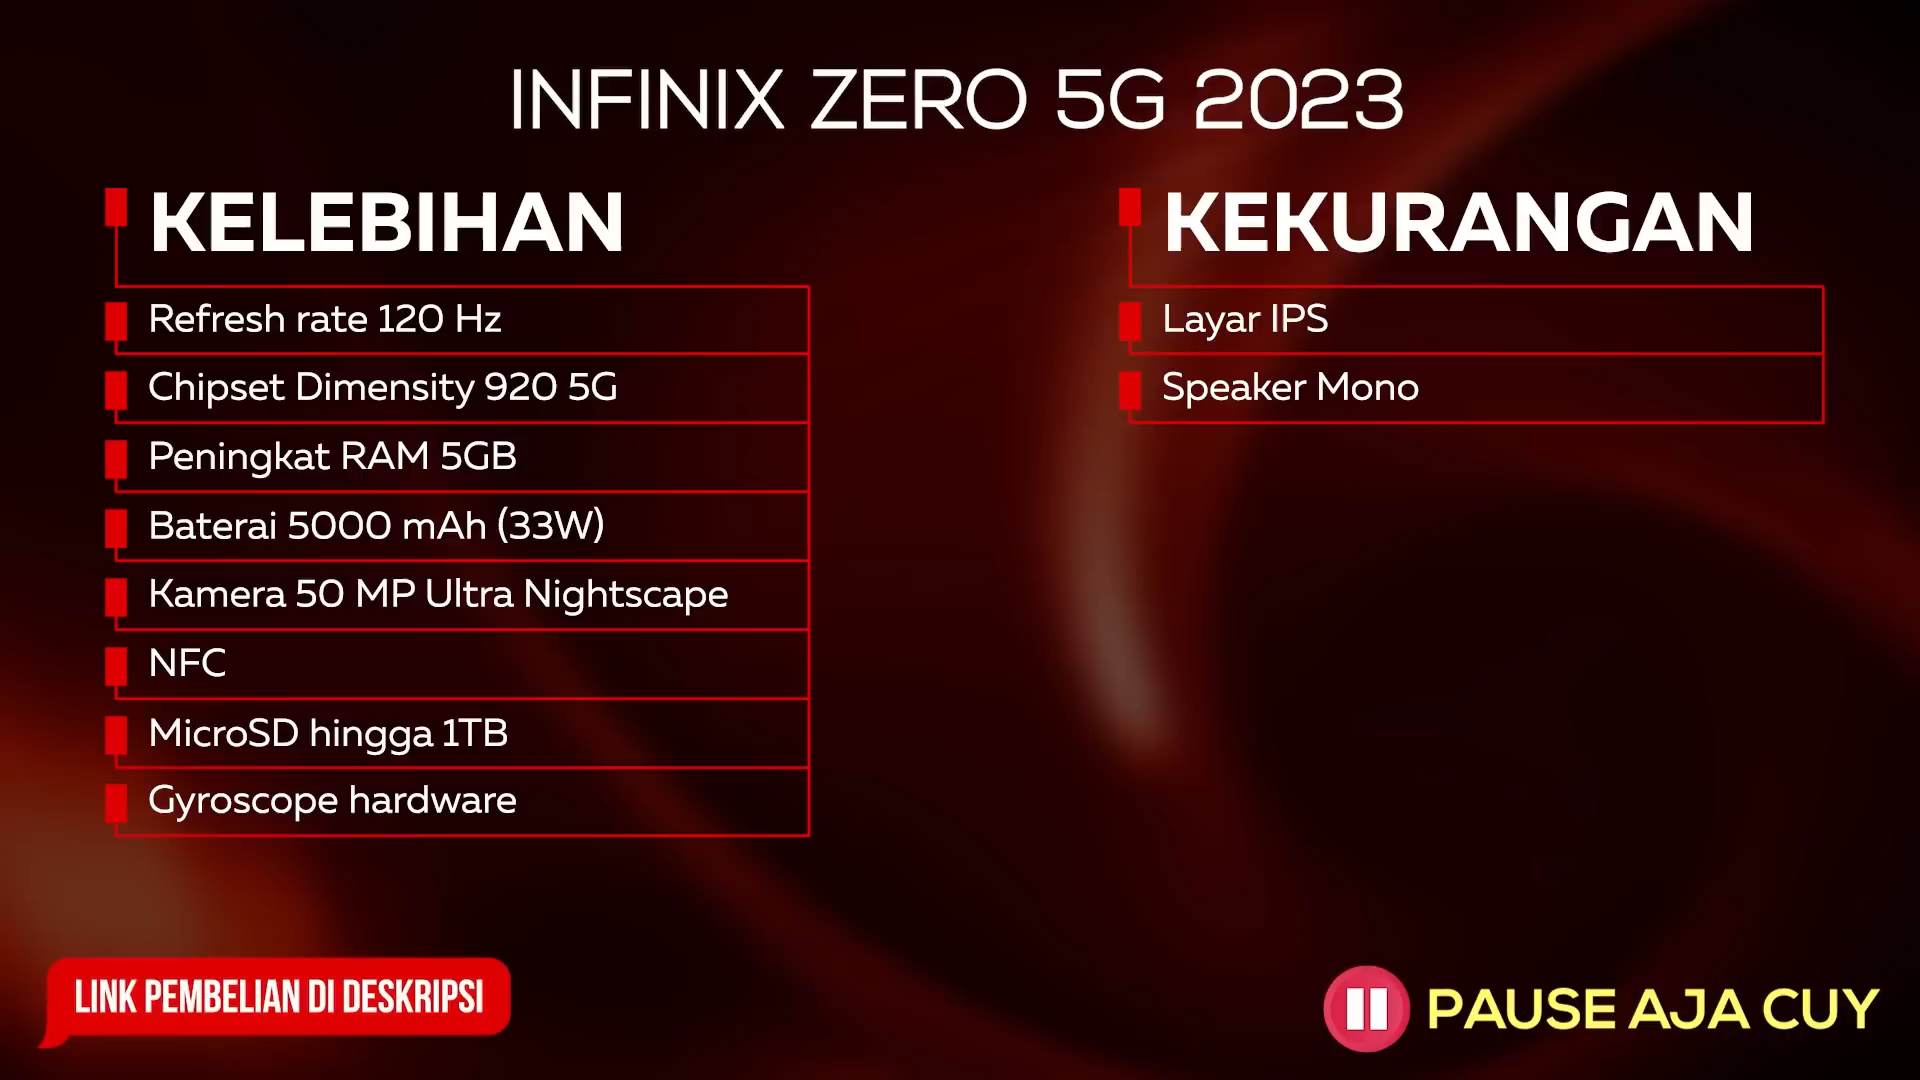 INFINIX ZERO 5G 2023
KELEBIHAN
Refresh rate 120 Hz
Chipset Dimensity 920 5G
Peningkat RAM 5GB
Baterai 5000 mAh (33W)
Kamera 50 MP Ultra Nightscape
NFC
MicroSD hingga 1TB
Gyroscope hardware
KEKURANGAN
Layar IPS
Speaker Mono
LINK PEMBELIAN DI DESKRIPSI
PAUSE AJA CUY